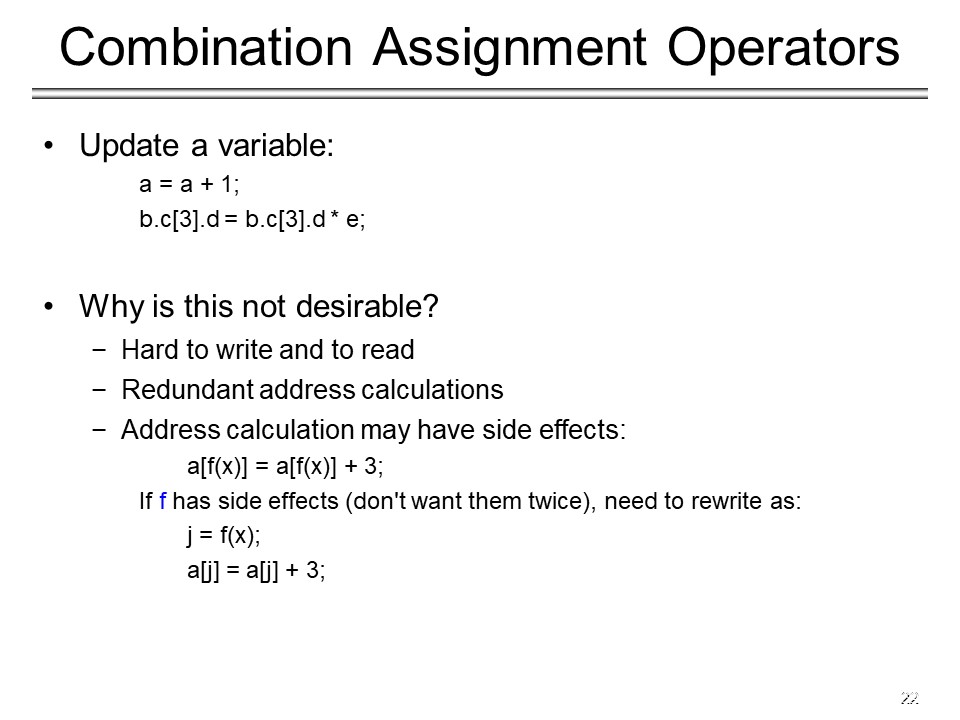 Combination Assignment Operators
• Update a variable:
a = a + 1;
b.c[3].d = b.c[3].d * e;
• Why is this not desirable?
− Hard to write and to read
− Redundant address calculations
− Address calculation may have side effects:
a[f(x)] = a[f(x)] + 3;
If f has side effects (don't want them twice), need to rewrite as:
j = f(x);
a[j] = a[j] + 3;
22